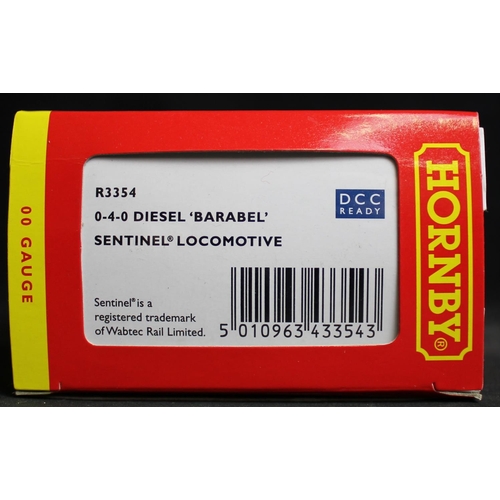 00 GAUGE
R3354
0-4-0 DIESEL ‘BARABEL’
SENTINEL® LOCOMOTIVE
DCC
READY
Sentinel® is a
registered trademark
of Wabtec Rail Limited.
5 010963 433543
HORNBY®